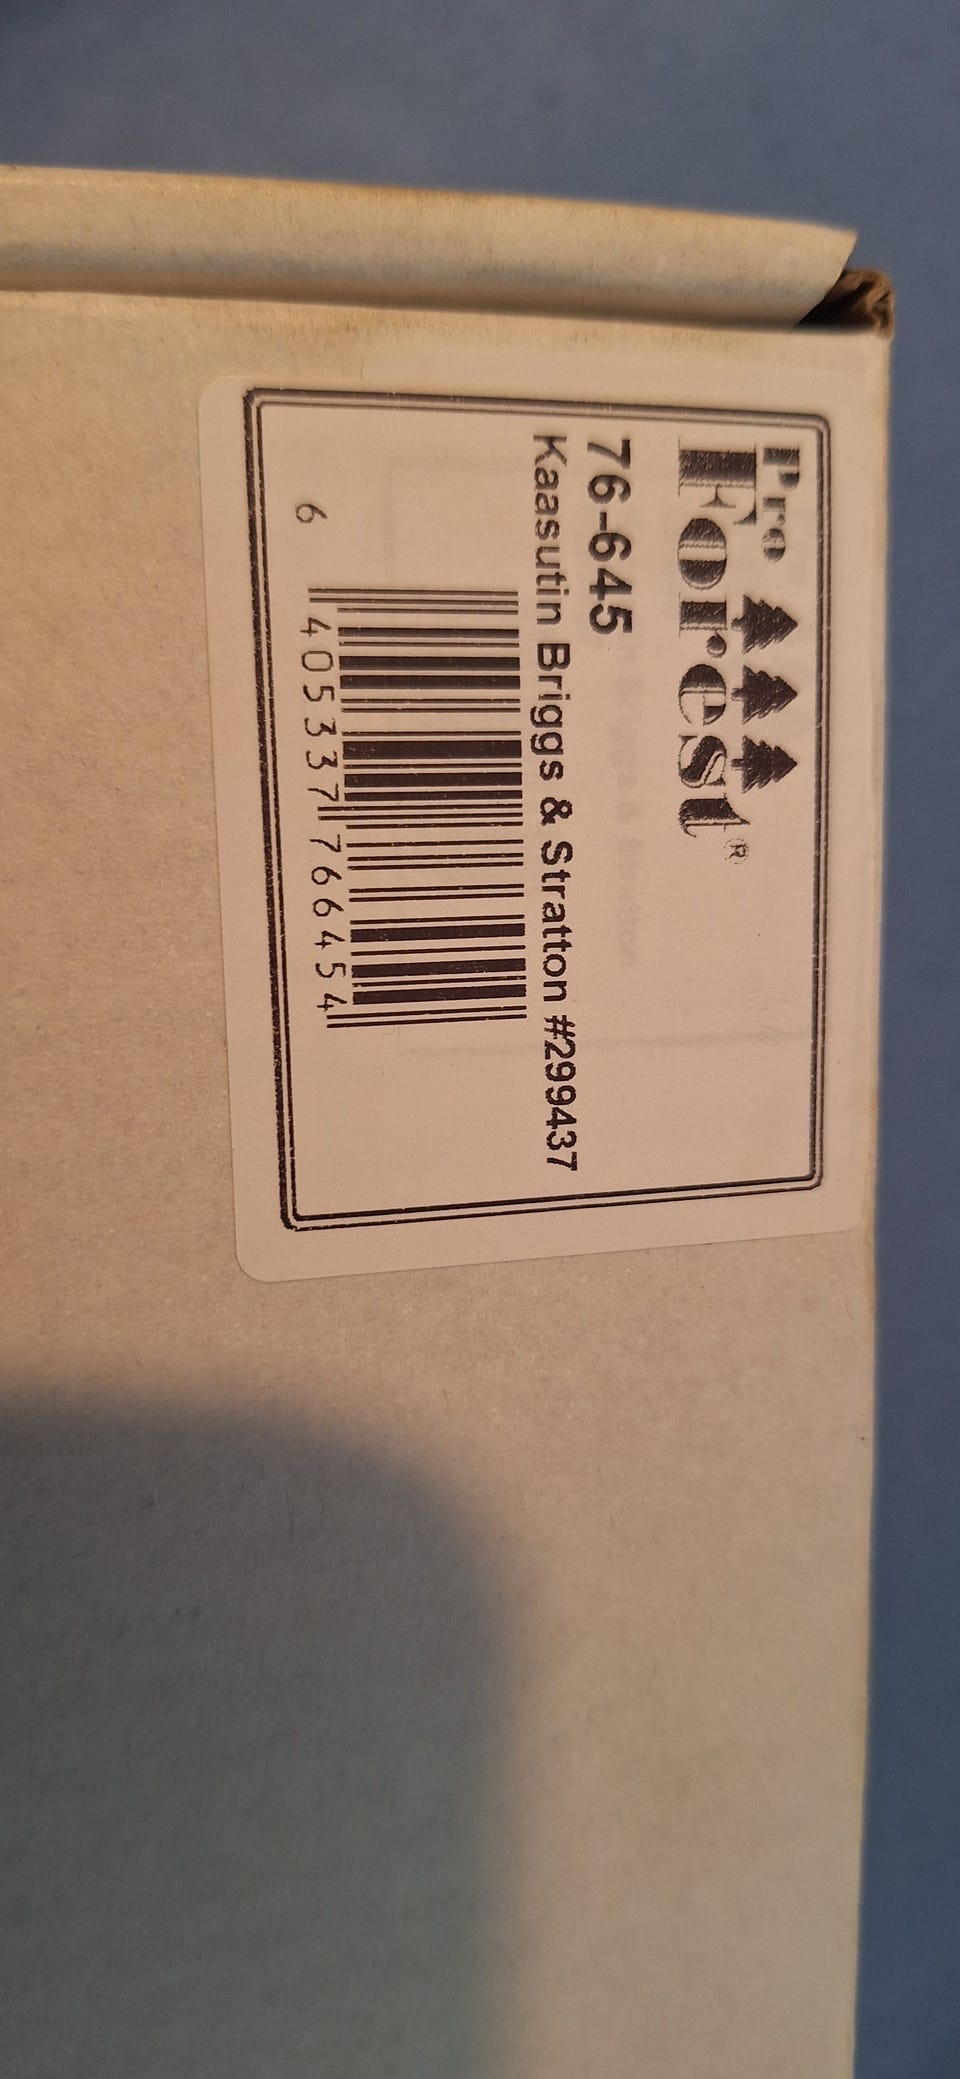 Pro
Forest®
76-645
Kaasutin Briggs & Stratton #299437
6 405337 766454